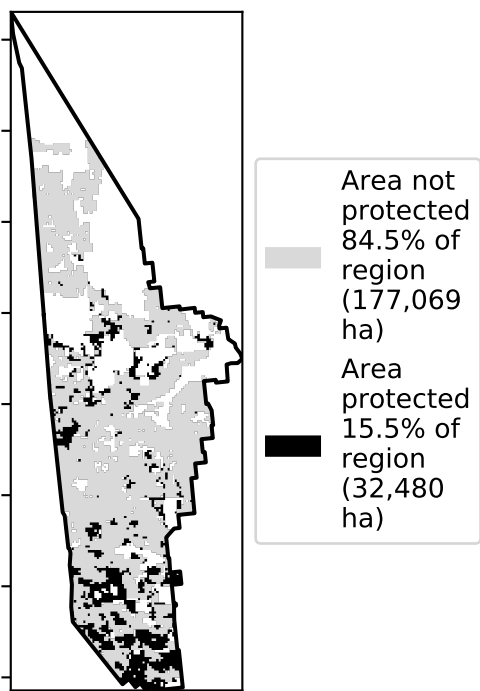 Area not
protected
84.5% of
region
(177,069
ha)
Area
protected
15.5% of
region
(32,480
ha)